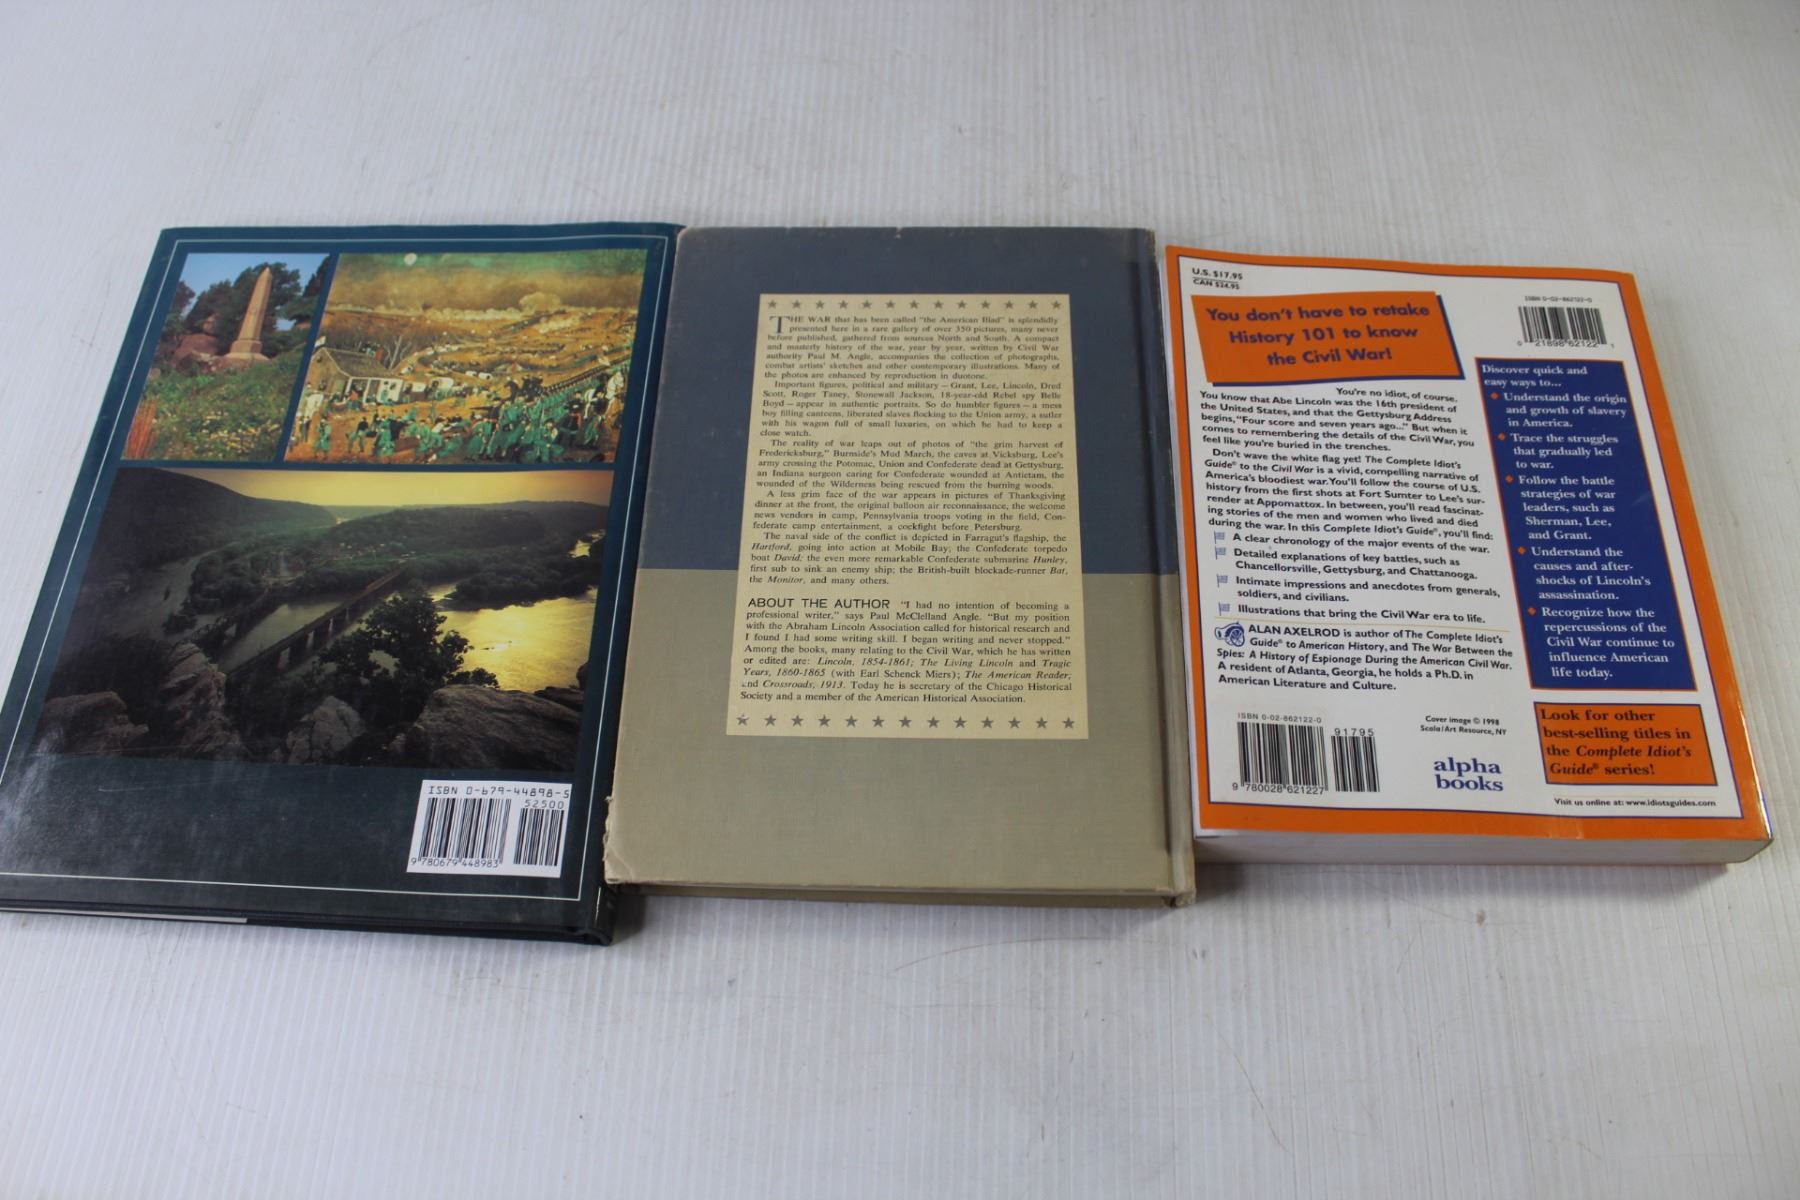 ISBN 0-679-44898-5
52500
9 780679 448983
THE WAR that has been called "the American Iliad" is splendidly
presented here in a rare gallery of over 350 pictures, many never
before published, gathered from sources North and South. A compact
and masterly history of the war, year by year, written by Civil War
authority Paul M. Angle, accompanies the collection of photographs,
combat artists' sketches and other contemporary illustrations. Many of
the photos are enhanced by reproduction in duotone.
Important figures, political and military — Grant, Lee, Lincoln, Dred
Scott, Roger Taney, Stonewall Jackson, 18-year-old Rebel spy Belle
Boyd — appear in authentic portraits. So do humbler figures — a mess
boy filling canteens, liberated slaves flocking to the Union army, a sutler
with his wagon full of small luxuries, on which he had to keep a
close watch.
The reality of war leaps out of photos of "the grim harvest of
Fredericksburg," Burnside's Mud March, the caves at Vicksburg, Lee's
army crossing the Potomac, Union and Confederate dead at Gettysburg,
an Indiana surgeon caring for Confederate wounded at Antietam, the
wounded of the Wilderness being rescued from the burning woods.
A less grim face of the war appears in pictures of Thanksgiving
dinner at the front, the original balloon air reconnaissance, the welcome
news vendors in camp, Pennsylvania troops voting in the field, Con-
federate camp entertainment, a cockfight before Petersburg.
The naval side of the conflict is depicted in Farragut's flagship, the
Hartford, going into action at Mobile Bay; the Confederate torpedo
boat David; the even more remarkable Confederate submarine Hunley,
first sub to sink an enemy ship; the British-built blockade-runner Bat,
the Monitor, and many others.
ABOUT THE AUTHOR "I had no intention of becoming a
professional writer," says Paul McClelland Angle. "But my position
with the Abraham Lincoln Association called for historical research and
I found I had some writing skill. I began writing and never stopped."
Among the books, many relating to the Civil War, which he has written
or edited are: Lincoln, 1854-1861; The Living Lincoln and Tragic
Years, 1860-1865 (with Earl Schenck Miers); The American Reader;
and Crossroads, 1913. Today he is secretary of the Chicago Historical
Society and a member of the American Historical Association.
U.S. $17.95
CAN $24.95
You don't have to retake
History 101 to know
the Civil War!
You're no idiot, of course.
You know that Abe Lincoln was the 16th president of
the United States, and that the Gettysburg Address
begins, "Four score and seven years ago..." But when it
comes to remembering the details of the Civil War, you
feel like you're buried in the trenches.
Don't wave the white flag yet! The Complete Idiot's
Guide® to the Civil War is a vivid, compelling narrative of
America's bloodiest war. You'll follow the course of U.S.
history from the first shots at Fort Sumter to Lee's sur-
render at Appomattox. In between, you'll read fascinat-
ing stories of the men and women who lived and died
during the war. In this Complete Idiot's Guide®, you'll find:
A clear chronology of the major events of the war.
Detailed explanations of key battles, such as
Chancellorsville, Gettysburg, and Chattanooga.
Intimate impressions and anecdotes from generals,
soldiers, and civilians.
Illustrations that bring the Civil War era to life.
ALAN AXELROD is author of The Complete Idiot's
Guide® to American History, and The War Between the
Spies: A History of Espionage During the American Civil War.
A resident of Atlanta, Georgia, he holds a Ph.D. in
American Literature and Culture.
ISBN 0-02-862122-0
91795
9 780028 621227
Cover image © 1998
Scala/Art Resource, NY
alpha
books
ISBN 0-02-862122-0
0 21898 62122 1
Discover quick and
easy ways to...
Understand the origin
and growth of slavery
in America.
Trace the struggles
that gradually led
to war.
Follow the battle
strategies of war
leaders, such as
Sherman, Lee,
and Grant.
Understand the
causes and after-
shocks of Lincoln's
assassination.
Recognize how the
repercussions of the
Civil War continue to
influence American
life today.
Look for other
best-selling titles in
the Complete Idiot's
Guide® series!
Visit us online at: www.idiotsguides.com